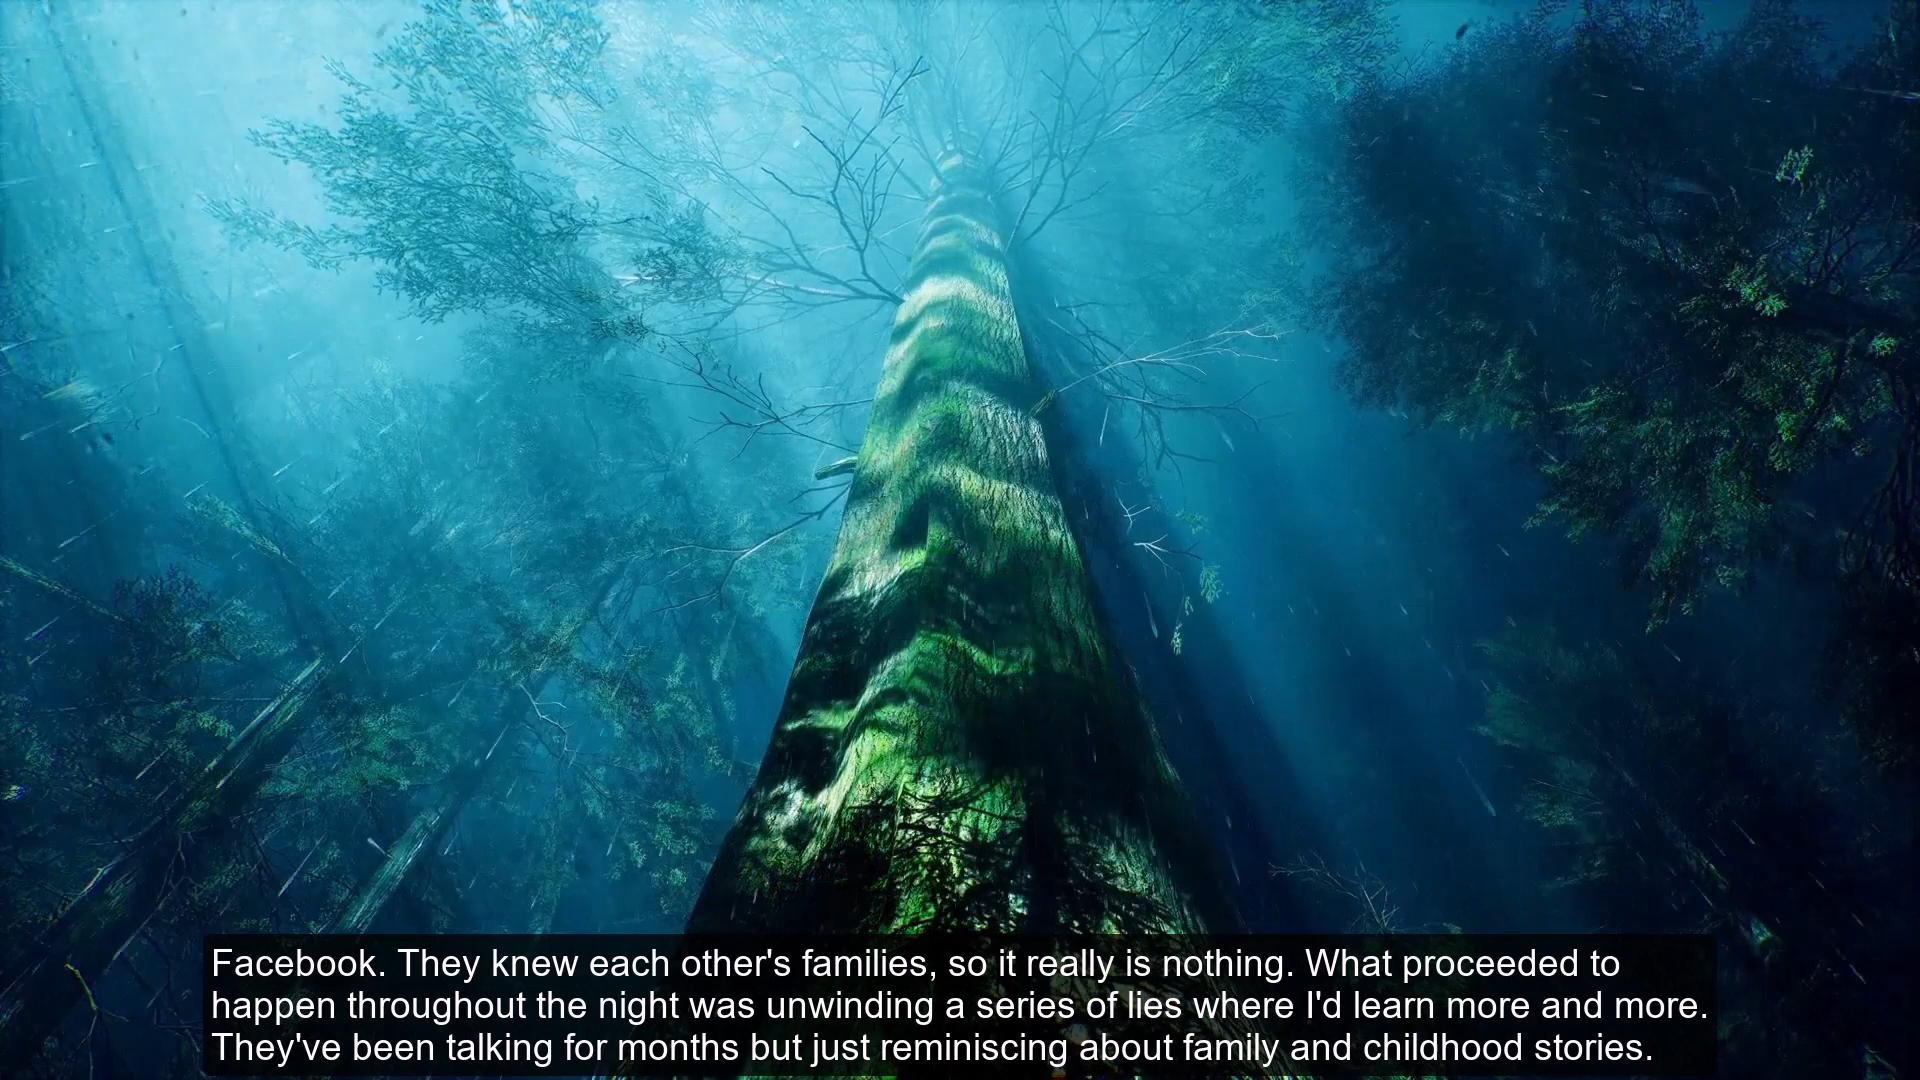 Facebook. They knew each other's families, so it really is nothing. What proceeded to
happen throughout the night was unwinding a series of lies where I'd learn more and more.
They've been talking for months but just reminiscing about family and childhood stories.